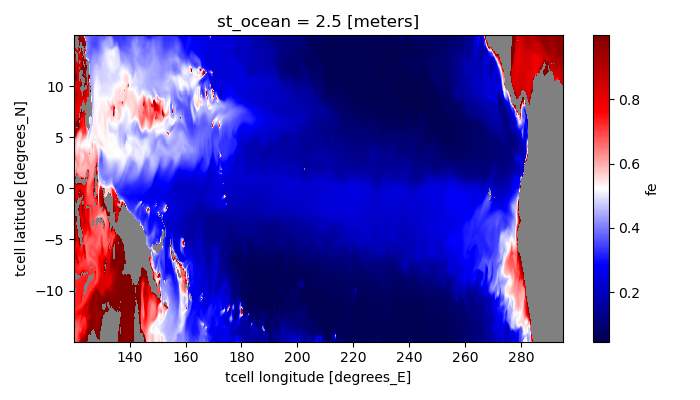 st_ocean = 2.5 [meters]
10
5
0
−5
−10
tcell latitude [degrees_N]
140 160 180 200 220 240 260 280
tcell longitude [degrees_E]
0.8
0.6
0.4
0.2
fe